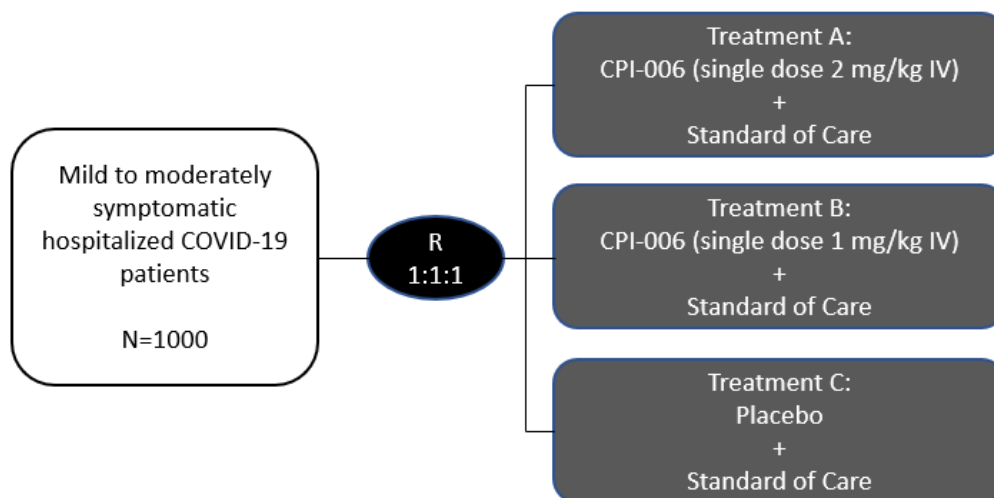 Mild to moderately
symptomatic
hospitalized COVID-19
patients
N=1000
R
1:1:1
Treatment A:
CPI-006 (single dose 2 mg/kg IV)
+
Standard of Care
Treatment B:
CPI-006 (single dose 1 mg/kg IV)
+
Standard of Care
Treatment C:
Placebo
+
Standard of Care